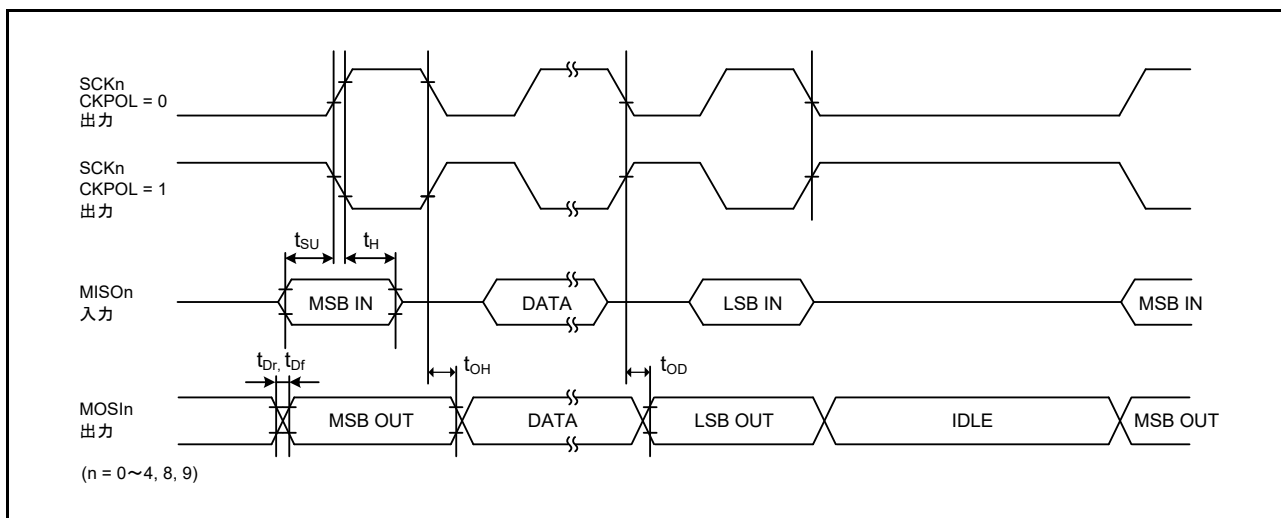 SCKn
CKPOL = 0
出力
SCKn
CKPOL = 1
出力
tSU
tH
MISOn
入力
MSB IN
DATA
LSB IN
MSB IN
tDr, tDf
tOH
tOD
MOSIn
出力
MSB OUT
DATA
LSB OUT
IDLE
MSB OUT
(n = 0～4, 8, 9)